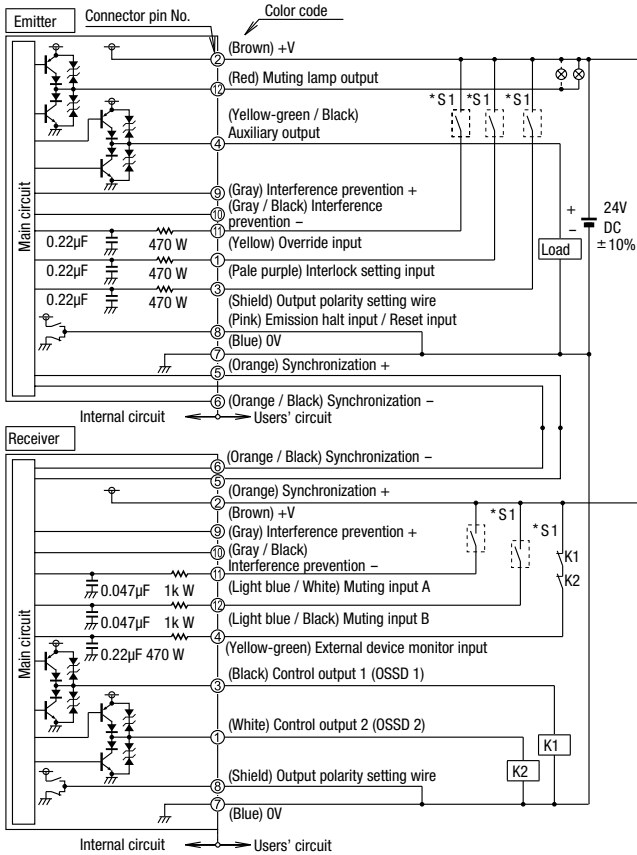 Emitter
Connector pin No.
Color code
Main circuit
② (Brown) +V
⑫ (Red) Muting lamp output
*S1 *S1 *S1
④ (Yellow-green / Black)
Auxiliary output
⑨ (Gray) Interference prevention +
⑩ (Gray / Black) Interference
prevention −
0.22µF 470 W ⑪ (Yellow) Override input
0.22µF 470 W ① (Pale purple) Interlock setting input
0.22µF 470 W ③ (Shield) Output polarity setting wire
⑧ (Pink) Emission halt input / Reset input
⑦ (Blue) 0V
⑤ (Orange) Synchronization +
⑥ (Orange / Black) Synchronization −
Load
+
−
24V
DC
±10%
Internal circuit
Users' circuit
Receiver
Main circuit
⑥ (Orange / Black) Synchronization −
⑤ (Orange) Synchronization +
② (Brown) +V
⑨ (Gray) Interference prevention +
⑩ (Gray / Black)
Interference prevention −
*S1
*S1
K1
K2
0.047µF 1k W ⑪ (Light blue / White) Muting input A
0.047µF 1k W ⑫ (Light blue / Black) Muting input B
0.22µF 470 W ④ (Yellow-green) External device monitor input
③ (Black) Control output 1 (OSSD 1)
① (White) Control output 2 (OSSD 2)
K1
K2
⑧ (Shield) Output polarity setting wire
⑦ (Blue) 0V
Internal circuit
Users' circuit